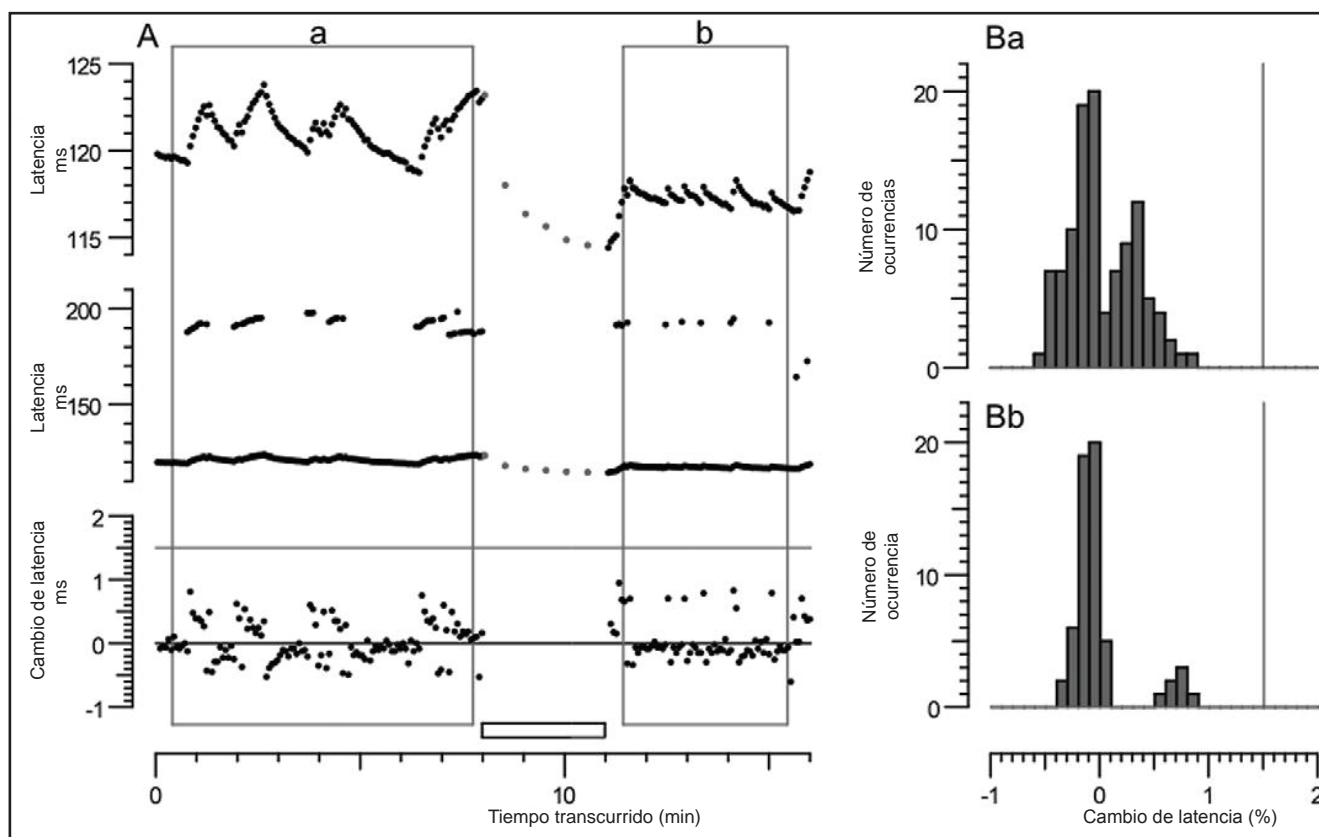 A
a
b
Latencia
ms
125
120
115
Latencia
ms
200
150
Cambio de latencia
ms
2
1
0
-1
0
10
Tiempo transcurrido (min)
Ba
Número de
ocurrencias
20
10
0
Bb
Número de
ocurrencia
20
10
0
-1
0
1
2
Cambio de latencia (%)